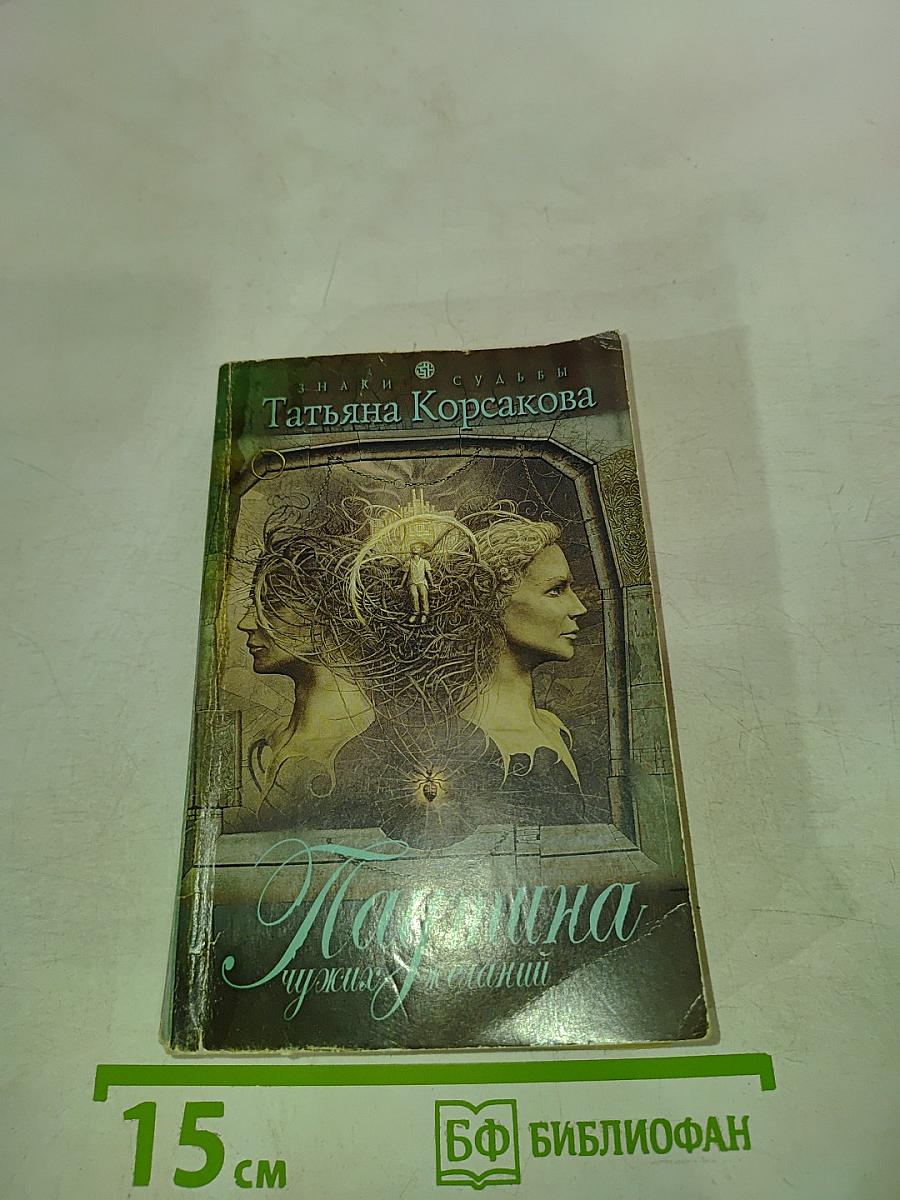 ЗНАКИ СУДЬБЫ
Татьяна Корсакова
Паутина
чужих желаний
15 см
БФ БИБЛИОФАН